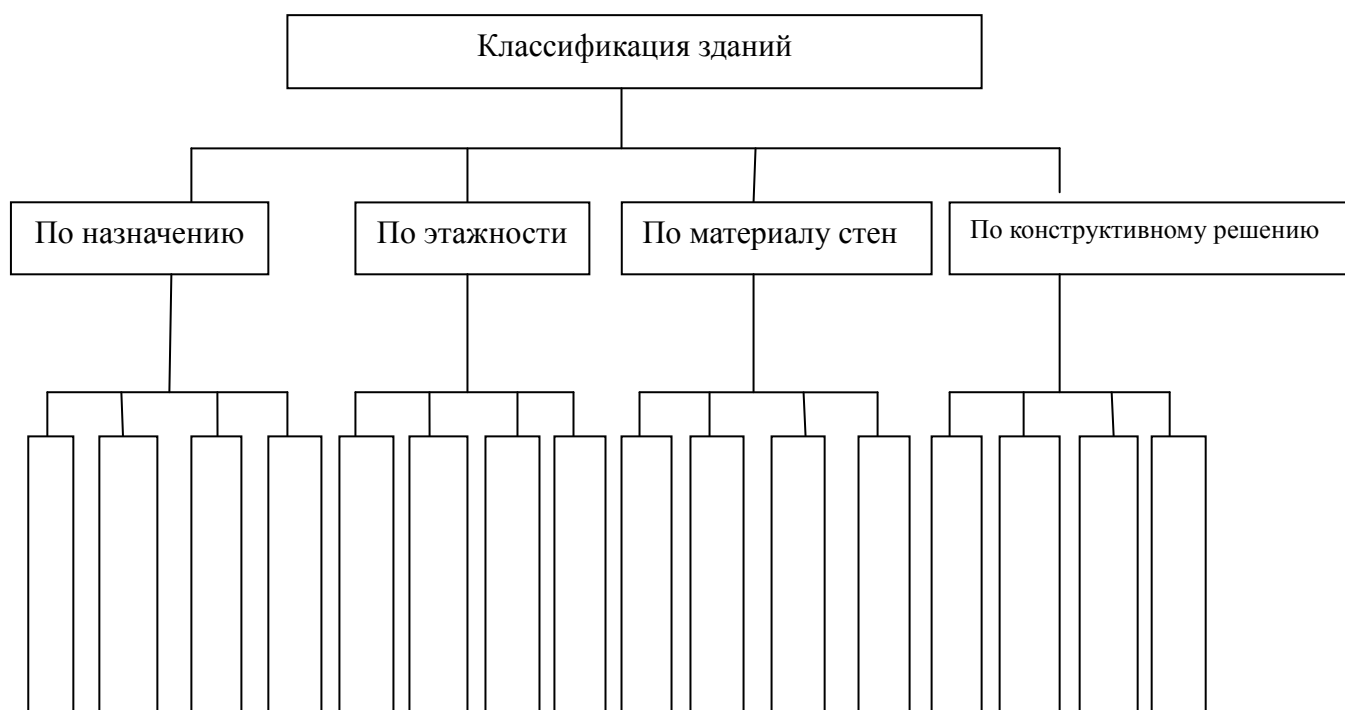 Классификация зданий
По назначению
По этажности
По материалу стен
По конструктивному решению